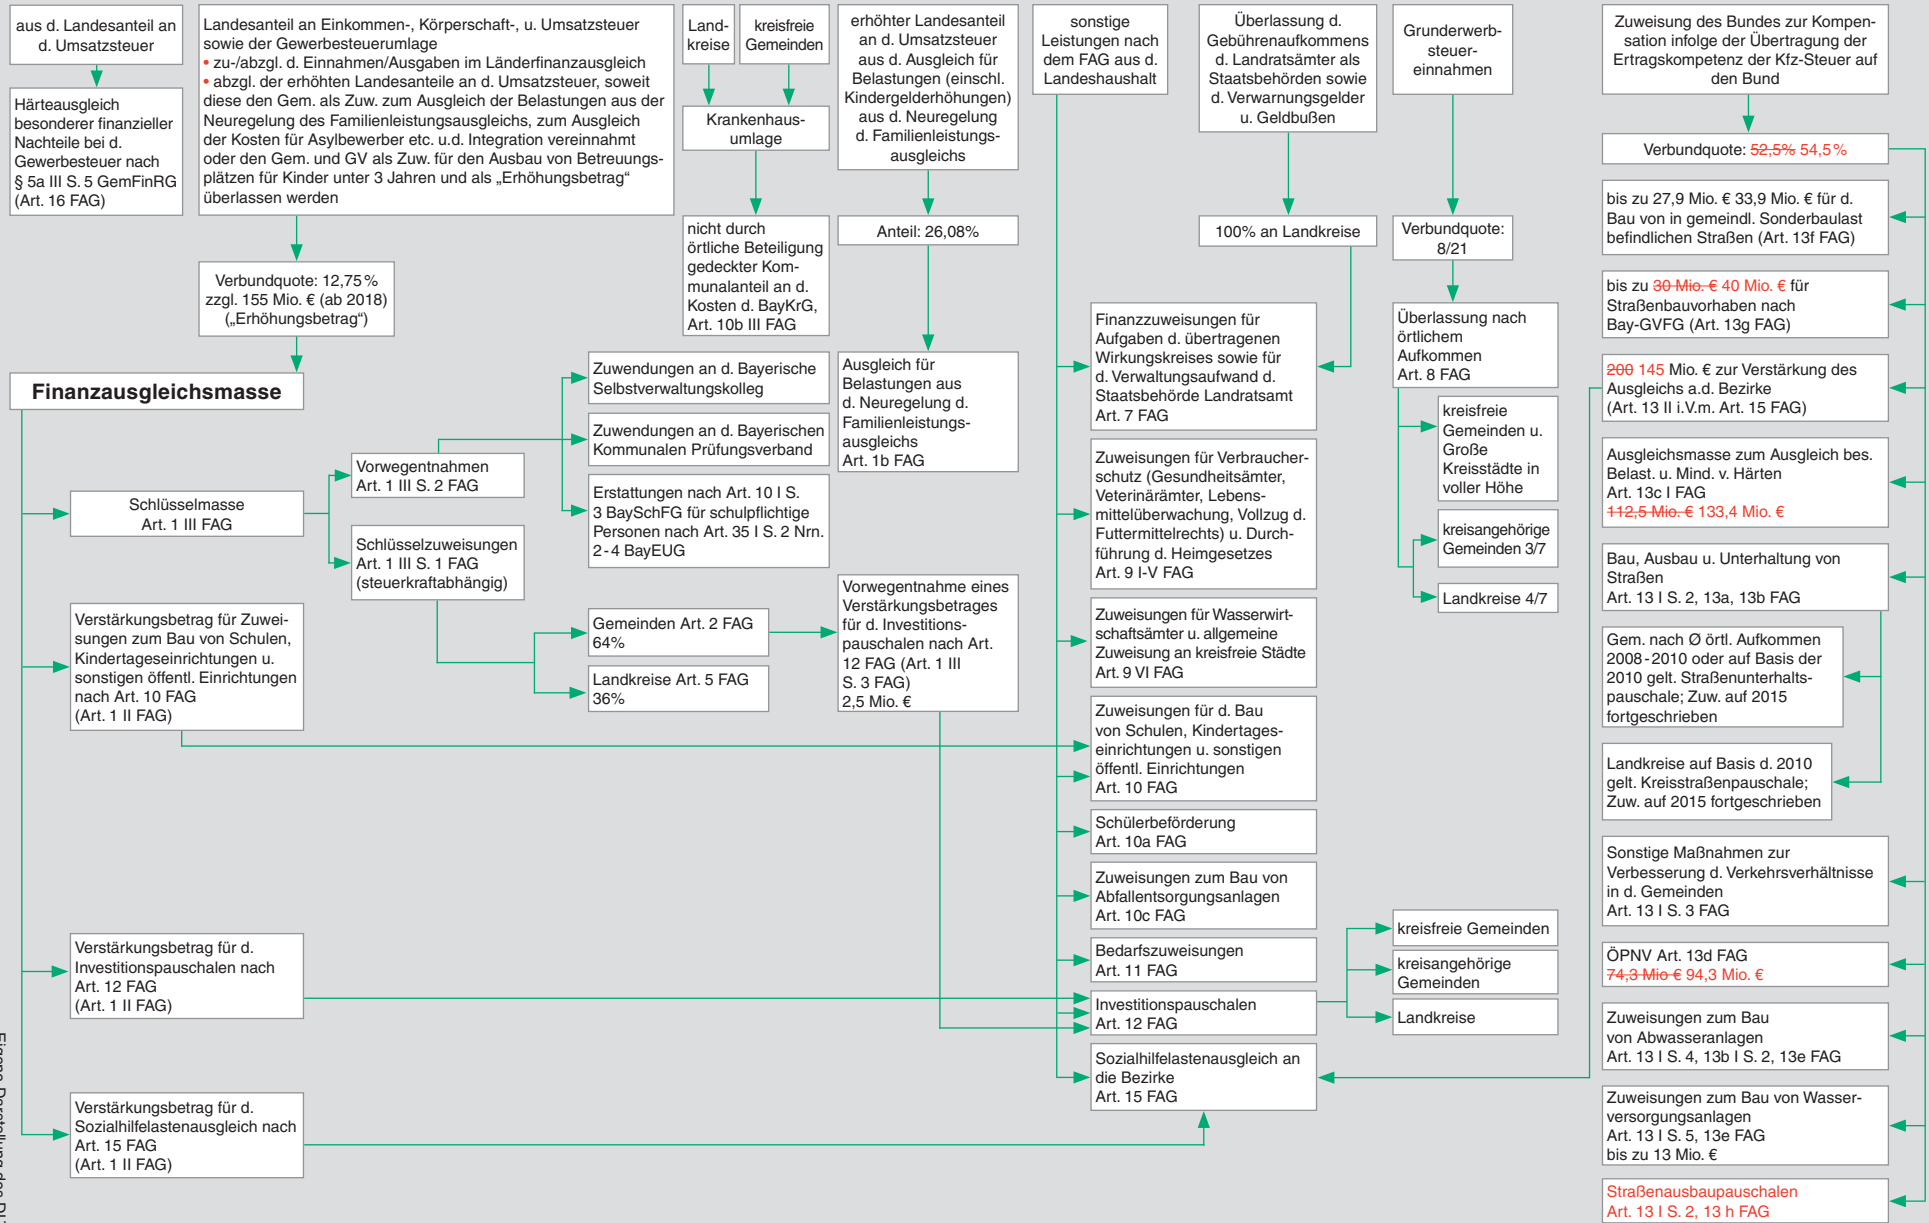 aus d. Landesanteil an
d. Umsatzsteuer
Härteausgleich
besonderer finanzieller
Nachteile bei d.
Gewerbesteuer nach
§ 5a III S. 5 GemFinRG
(Art. 16 FAG)
Landesanteil an Einkommen-, Körperschaft-, u. Umsatzsteuer
sowie der Gewerbesteuerumlage
• zu-/abzgl. d. Einnahmen/Ausgaben im Länderfinanzausgleich
• abzgl. der erhöhten Landesanteile an d. Umsatzsteuer, soweit
diese den Gem. als Zuw. zum Ausgleich der Belastungen aus der
Neuregelung des Familienleistungsausgleichs, zum Ausgleich
der Kosten für Asylbewerber etc. u.d. Integration vereinnahmt
oder den Gem. und GV als Zuw. für den Ausbau von Betreuungs-
plätzen für Kinder unter 3 Jahren und als „Erhöhungsbetrag“
überlassen werden
Verbundquote: 12,75 %
zzgl. 155 Mio. € (ab 2018)
(„Erhöhungsbetrag“)
Finanzausgleichsmasse
Schlüsselmasse
Art. 1 III FAG
Verstärkungsbetrag für Zuwei-
sungen zum Bau von Schulen,
Kindertageseinrichtungen u.
sonstigen öffentl. Einrichtungen
nach Art. 10 FAG
(Art. 1 II FAG)
Verstärkungsbetrag für d.
Investitionspauschalen nach
Art. 12 FAG
(Art. 1 II FAG)
Verstärkungsbetrag für d.
Sozialhilfelastenausgleich nach
Art. 15 FAG
(Art. 1 II FAG)
Vorwegentnahmen
Art. 1 III S. 2 FAG
Schlüsselzuweisungen
Art. 1 III S. 1 FAG
(steuerkraftabhängig)
Zuwendungen an d. Bayerische
Selbstverwaltungskolleg
Zuwendungen an d. Bayerischen
Kommunalen Prüfungsverband
Erstattungen nach Art. 10 I S.
3 BaySchFG für schulpflichtige
Personen nach Art. 35 I S. 2 Nrn.
2-4 BayEUG
Gemeinden Art. 2 FAG
64%
Landkreise Art. 5 FAG
36%
Vorwegentnahme eines
Verstärkungsbetrages
für d. Investitions-
pauschalen nach Art.
12 FAG (Art. 1 III
S. 3 FAG)
2,5 Mio. €
Land-
kreise
kreisfreie
Gemeinden
Krankenhaus-
umlage
nicht durch
örtliche Beteiligung
gedeckter Kom-
munalanteil an d.
Kosten d. BayKrG,
Art. 10b III FAG
erhöhter Landesanteil
an d. Umsatzsteuer
aus d. Ausgleich für
Belastungen (einschl.
Kindergelderhöhungen)
aus d. Neuregelung
d. Familienleistungs-
ausgleichs
Anteil: 26,08%
Ausgleich für
Belastungen aus
d. Neuregelung d.
Familienleistungs-
ausgleichs
Art. 1b FAG
sonstige
Leistungen nach
dem FAG aus d.
Landeshaushalt
Überlassung d.
Gebührenaufkommens
d. Landratsämter als
Staatsbehörden sowie
d. Verwarnungsgelder
u. Geldbußen
100% an Landkreise
Finanzzuweisungen für
Aufgaben d. übertragenen
Wirkungskreises sowie für
d. Verwaltungsaufwand d.
Staatsbehörde Landratsamt
Art. 7 FAG
Zuweisungen für Verbraucher-
schutz (Gesundheitsämter,
Veterinärämter, Lebens-
mittelüberwachung, Vollzug d.
Futtermittelrechts) u. Durch-
führung d. Heimgesetzes
Art. 9 I-V FAG
Zuweisungen für Wasserwirt-
schaftsämter u. allgemeine
Zuweisung an kreisfreie Städte
Art. 9 VI FAG
Zuweisungen für d. Bau
von Schulen, Kindertages-
einrichtungen u. sonstigen
öffentl. Einrichtungen
Art. 10 FAG
Schülerbeförderung
Art. 10a FAG
Zuweisungen zum Bau von
Abfallentsorgungsanlagen
Art. 10c FAG
Bedarfszuweisungen
Art. 11 FAG
Investitionspauschalen
Art. 12 FAG
Sozialhilfelastenausgleich an
die Bezirke
Art. 15 FAG
Grunderwerb-
steuer-
einnahmen
Verbundquote:
8/21
Überlassung nach
örtlichem
Aufkommen
Art. 8 FAG
kreisfreie
Gemeinden u.
Große
Kreisstädte in
voller Höhe
kreisangehörige
Gemeinden 3/7
Landkreise 4/7
kreisfreie Gemeinden
kreisangehörige
Gemeinden
Landkreise
Zuweisung des Bundes zur Kompen-
sation infolge der Übertragung der
Ertragskompetenz der Kfz-Steuer auf
den Bund
Verbundquote: 52,5% 54,5 %
bis zu 27,9 Mio. € 33,9 Mio. € für d.
Bau von in gemeindl. Sonderbaulast
befindlichen Straßen (Art. 13f FAG)
bis zu 30 Mio. € 40 Mio. € für
Straßenbauvorhaben nach
Bay-GVFG (Art. 13g FAG)
200 145 Mio. € zur Verstärkung des
Ausgleichs a.d. Bezirke
(Art. 13 II i.V.m. Art. 15 FAG)
Ausgleichsmasse zum Ausgleich bes.
Belast. u. Mind. v. Härten
Art. 13c I FAG
112,5 Mio. € 133,4 Mio. €
Bau, Ausbau u. Unterhaltung von
Straßen
Art. 13 I S. 2, 13a, 13b FAG
Gem. nach Ø örtl. Aufkommen
2008-2010 oder auf Basis der
2010 gelt. Straßenunterhalts-
pauschale; Zuw. auf 2015
fortgeschrieben
Landkreise auf Basis d. 2010
gelt. Kreisstraßenpauschale;
Zuw. auf 2015 fortgeschrieben
Sonstige Maßnahmen zur
Verbesserung d. Verkehrsverhältnisse
in d. Gemeinden
Art. 13 I S. 3 FAG
ÖPNV Art. 13d FAG
74,3 Mio € 94,3 Mio. €
Zuweisungen zum Bau
von Abwasseranlagen
Art. 13 I S. 4, 13b I S. 2, 13e FAG
Zuweisungen zum Bau von Wasser-
versorgungsanlagen
Art. 13 I S. 5, 13e FAG
bis zu 13 Mio. €
Straßenausbaupauschalen
Art. 13 I S. 2, 13 h FAG
Eigene Darstellung des